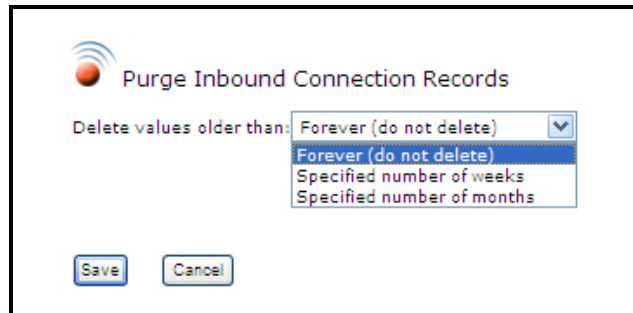 Purge Inbound Connection Records
Delete values older than: Forever (do not delete)
Forever (do not delete)
Specified number of weeks
Specified number of months
Save Cancel